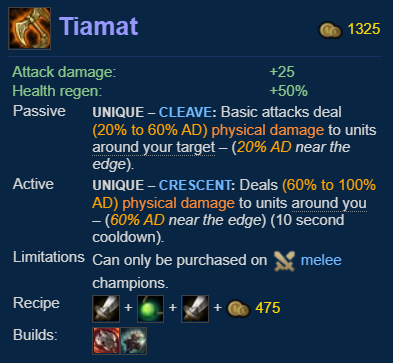 Tiamat 1325
Attack damage: +25
Health regen: +50%
Passive UNIQUE – CLEAVE: Basic attacks deal
(20% to 60% AD) physical damage to units
around your target – (20% AD near the
edge).
Active UNIQUE – CRESCENT: Deals (60% to 100%
AD) physical damage to units around you
– (60% AD near the edge) (10 second
cooldown).
Limitations Can only be purchased on melee
champions.
Recipe + + + 475
Builds: